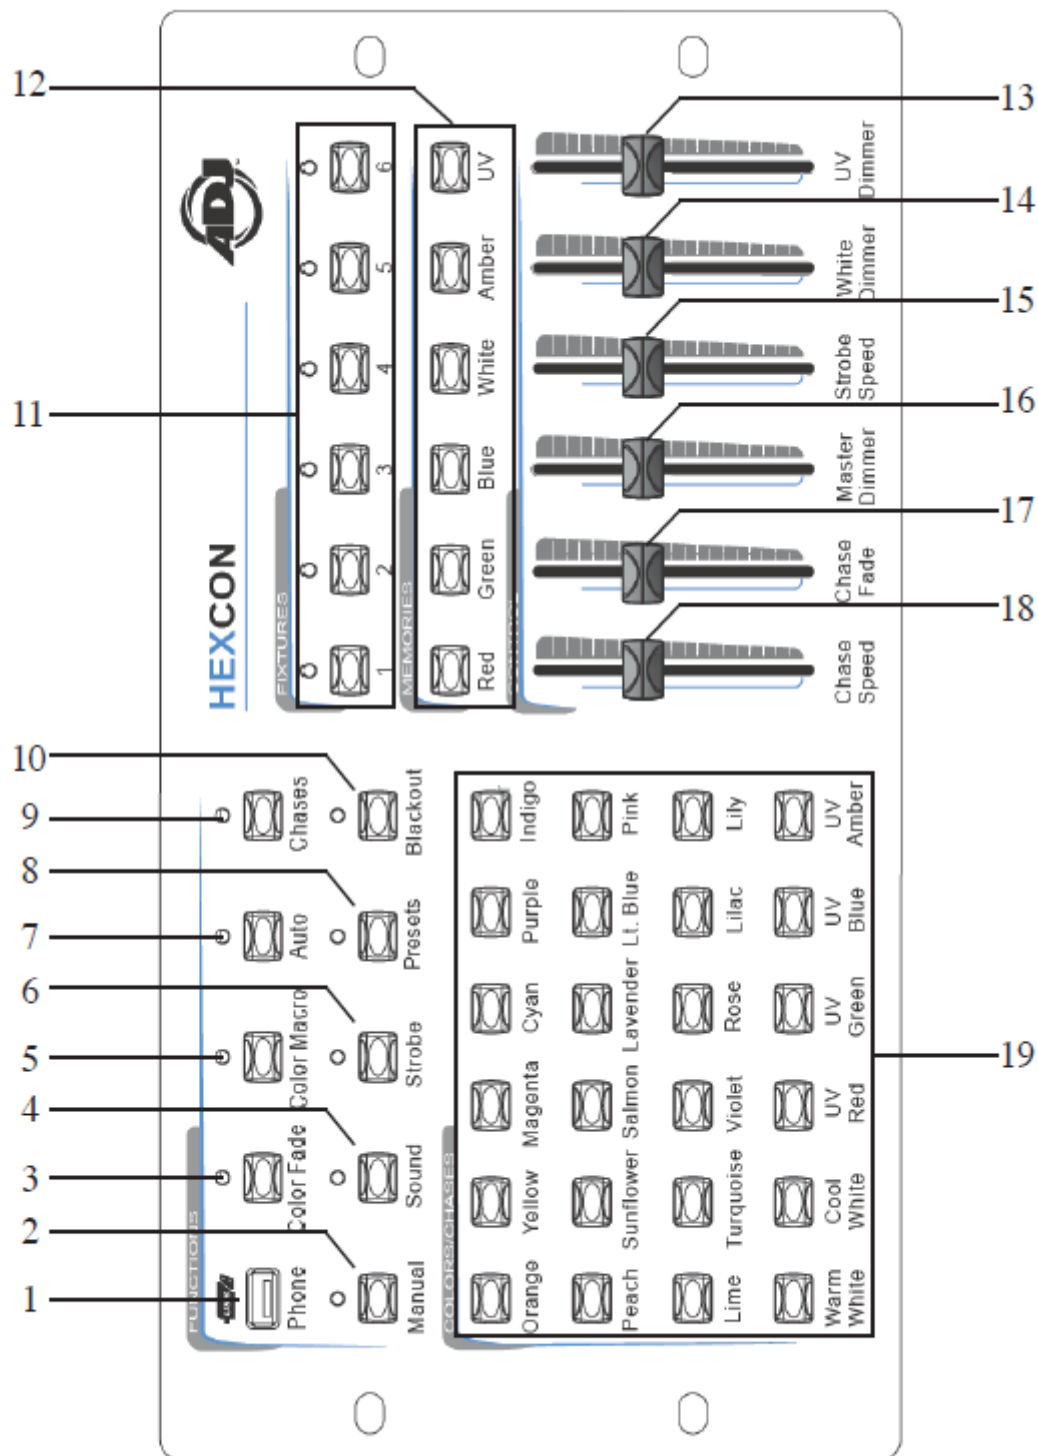 12
11
10
9
8
7
6
5
4
3
2
1
13
14
15
16
17
18
19
ADJ
HEXCON
FIXTURES
1
2
3
4
5
6
MEMORIES
Red
Green
Blue
White
Amber
UV
Chase
Speed
Chase
Fade
Master
Dimmer
Strobe
Speed
White
Dimmer
UV
Dimmer
FUNCTIONS
Phone
Color Fade
Color Macro
Auto
Chases
Manual
Sound
Strobe
Presets
Blackout
COLORS/CHASES
Orange
Yellow
Magenta
Cyan
Purple
Indigo
Peach
Sunflower
Salmon
Lavender
Lt. Blue
Pink
Lime
Turquoise
Violet
Rose
Lilac
Lily
Warm
White
Cool
White
UV
Red
UV
Green
UV
Blue
UV
Amber